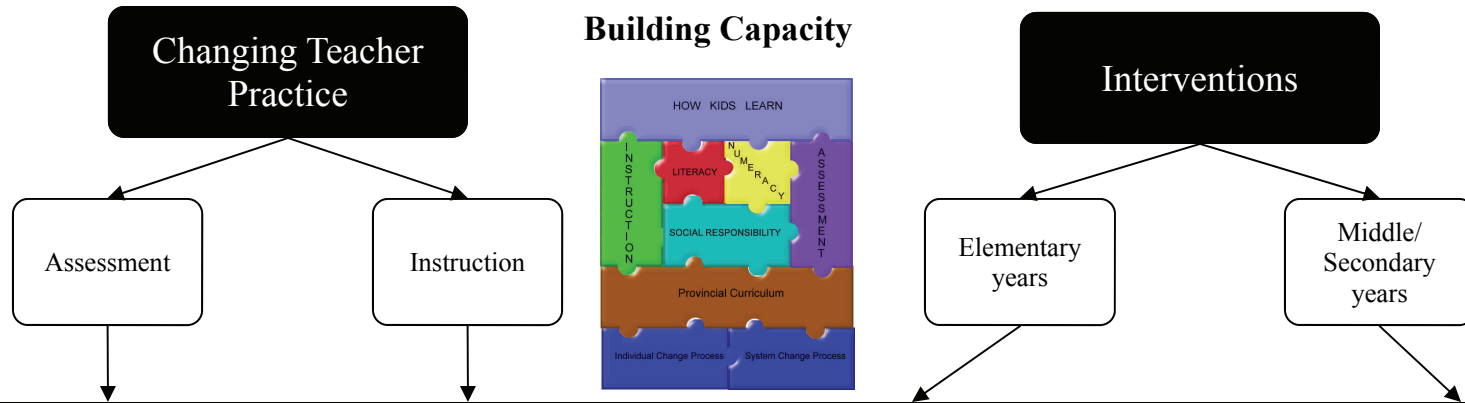 Building Capacity
Changing Teacher
Practice
Assessment
Instruction
HOW KIDS LEARN
INSTRUCTION
LITERACY
NUMERACY
ASSESSMENT
SOCIAL RESPONSIBILITY
Provincial Curriculum
Individual Change Process
System Change Process
Interventions
Elementary
years
Middle/
Secondary
years